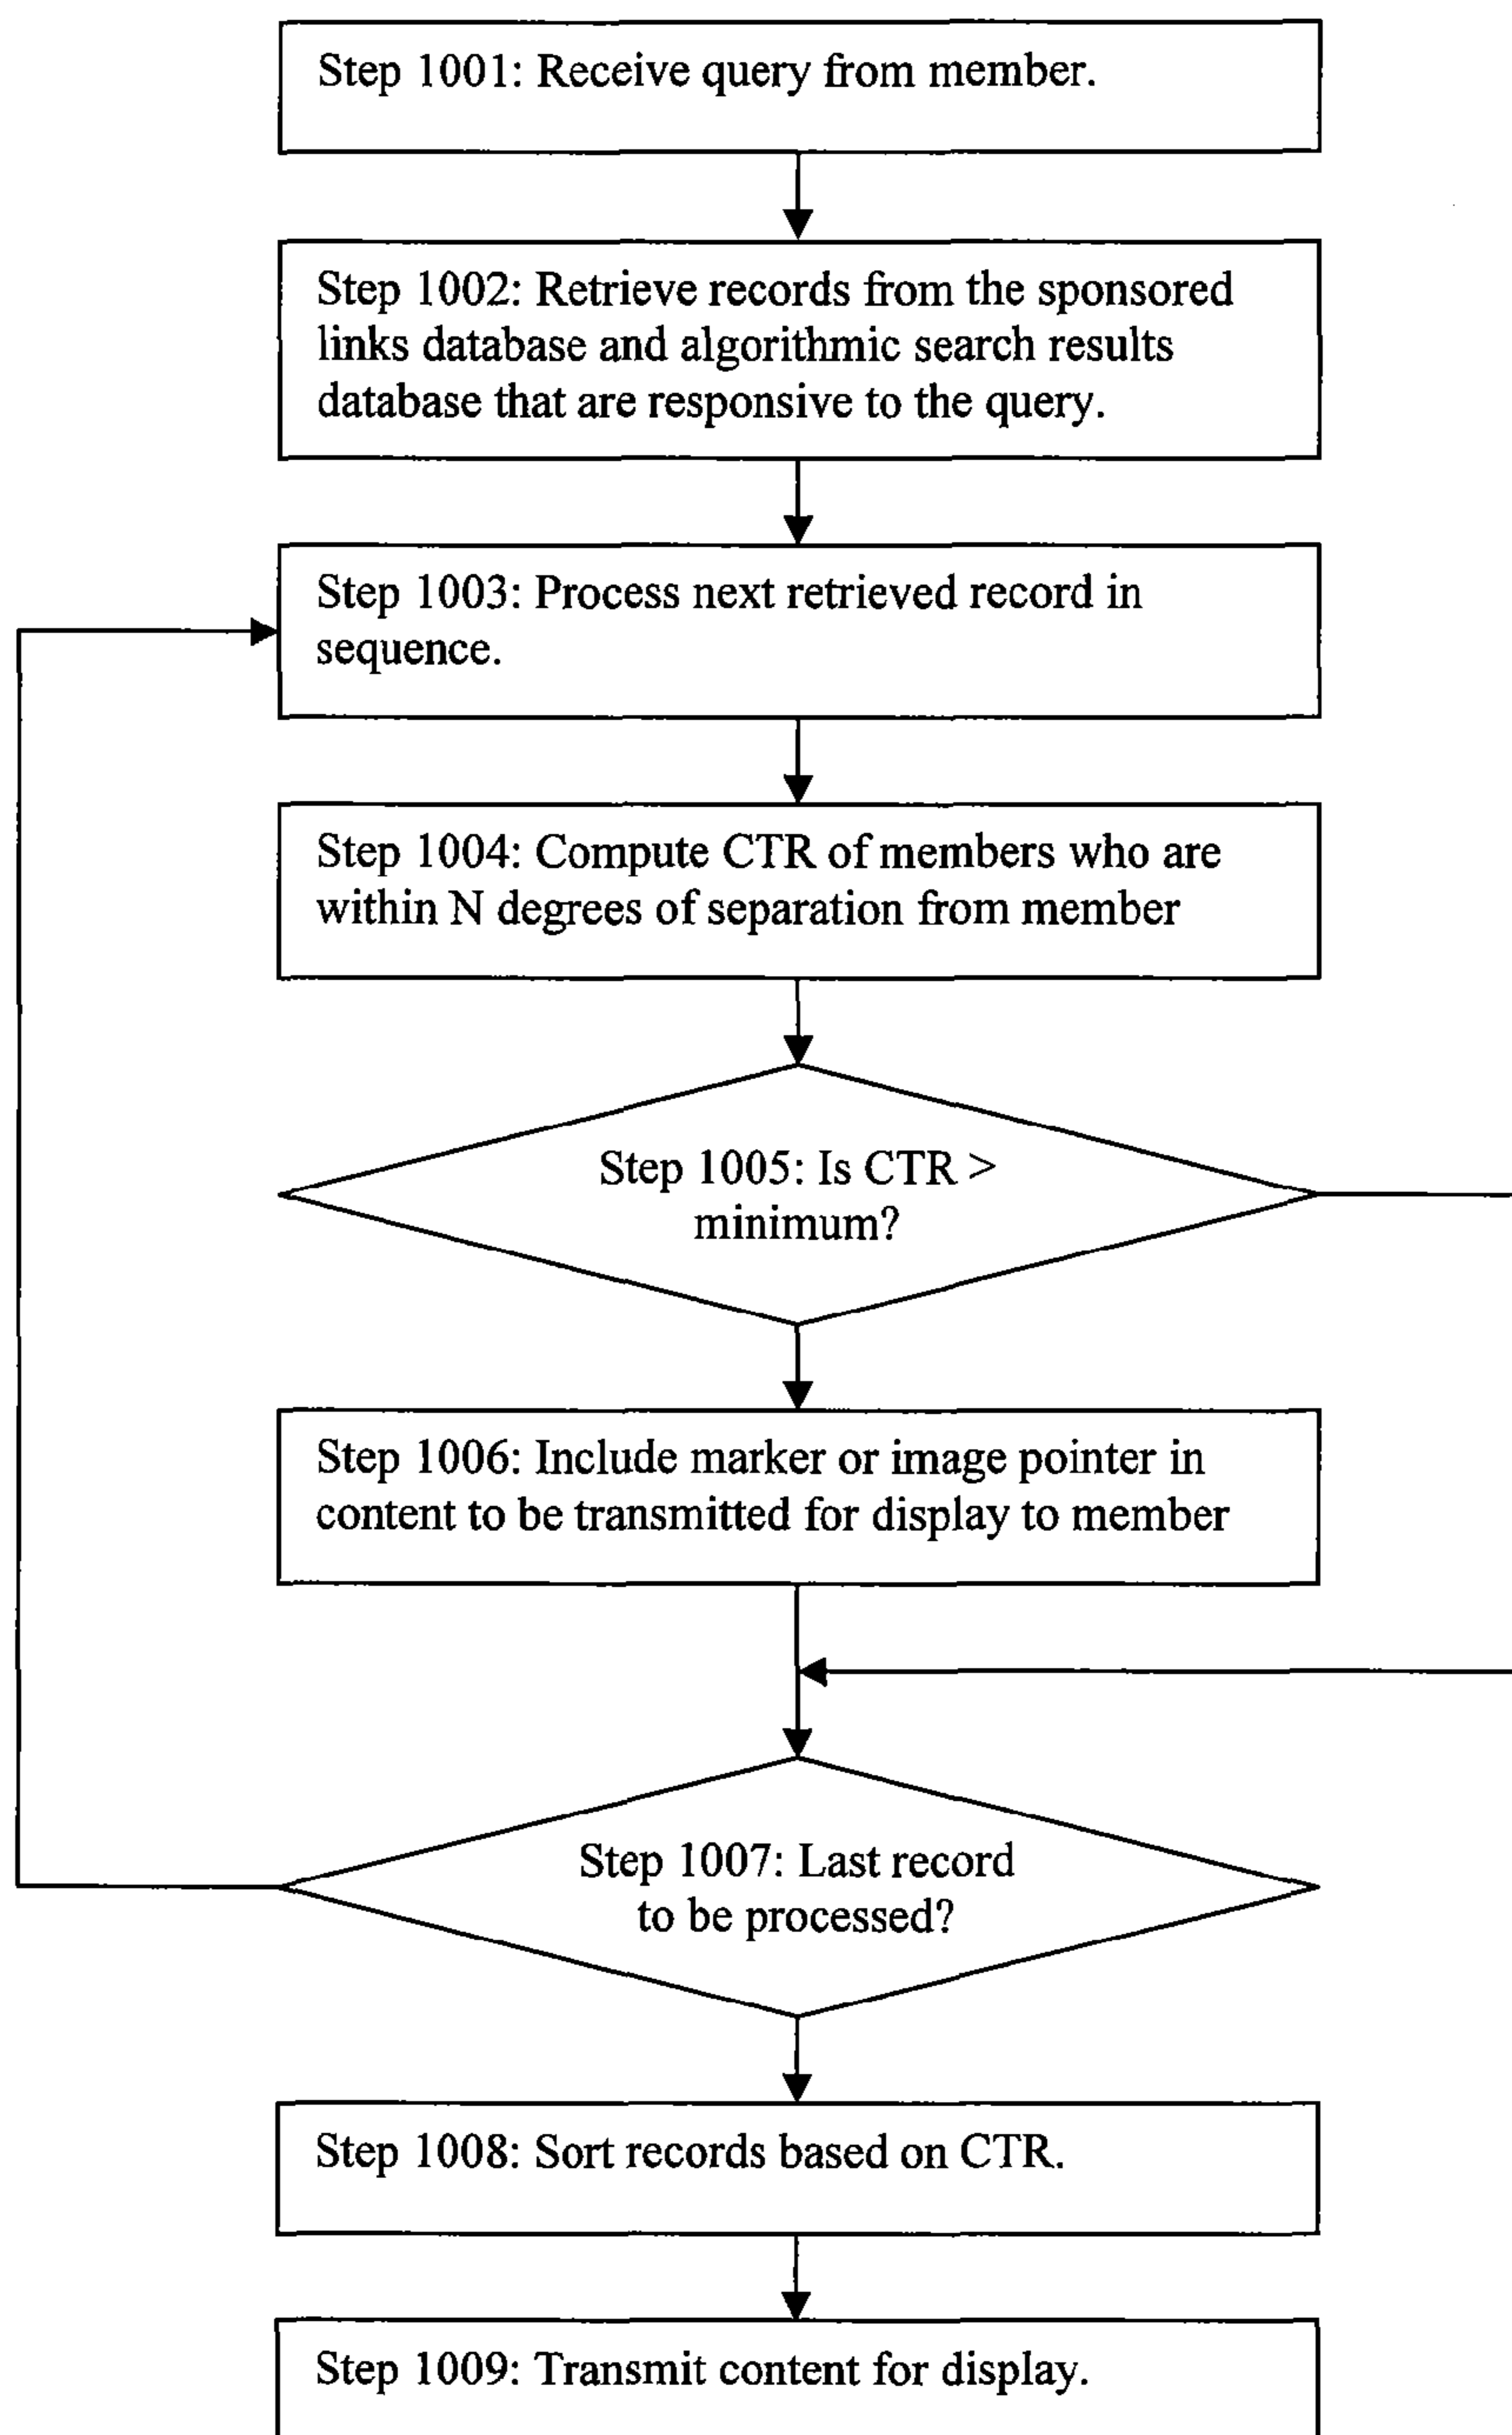 Step 1001: Receive query from member.
Step 1002: Retrieve records from the sponsored
links database and algorithmic search results
database that are responsive to the query.
Step 1003: Process next retrieved record in
sequence.
Step 1004: Compute CTR of members who are
within N degrees of separation from member
Step 1005: Is CTR >
minimum?
Step 1006: Include marker or image pointer in
content to be transmitted for display to member
Step 1007: Last record
to be processed?
Step 1008: Sort records based on CTR.
Step 1009: Transmit content for display.